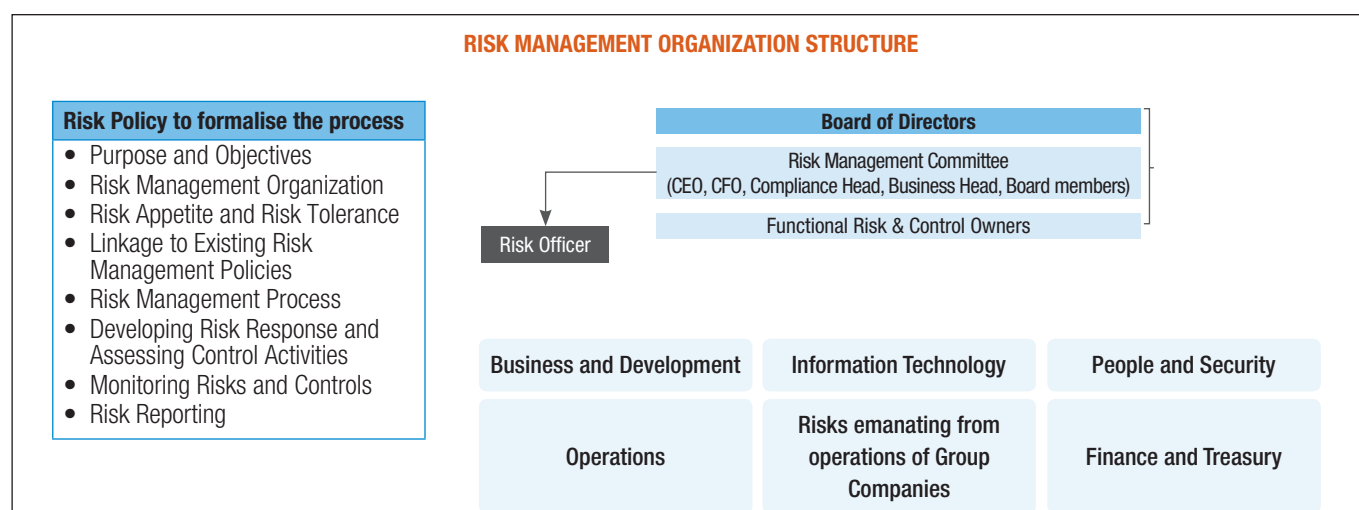 RISK MANAGEMENT ORGANIZATION STRUCTURE
Risk Policy to formalise the process
• Purpose and Objectives
• Risk Management Organization
• Risk Appetite and Risk Tolerance
• Linkage to Existing Risk
Management Policies
• Risk Management Process
• Developing Risk Response and
Assessing Control Activities
• Monitoring Risks and Controls
• Risk Reporting
Board of Directors
Risk Management Committee
(CEO, CFO, Compliance Head, Business Head, Board members)
Functional Risk & Control Owners
Risk Officer
Business and Development
Information Technology
People and Security
Operations
Risks emanating from
operations of Group
Companies
Finance and Treasury